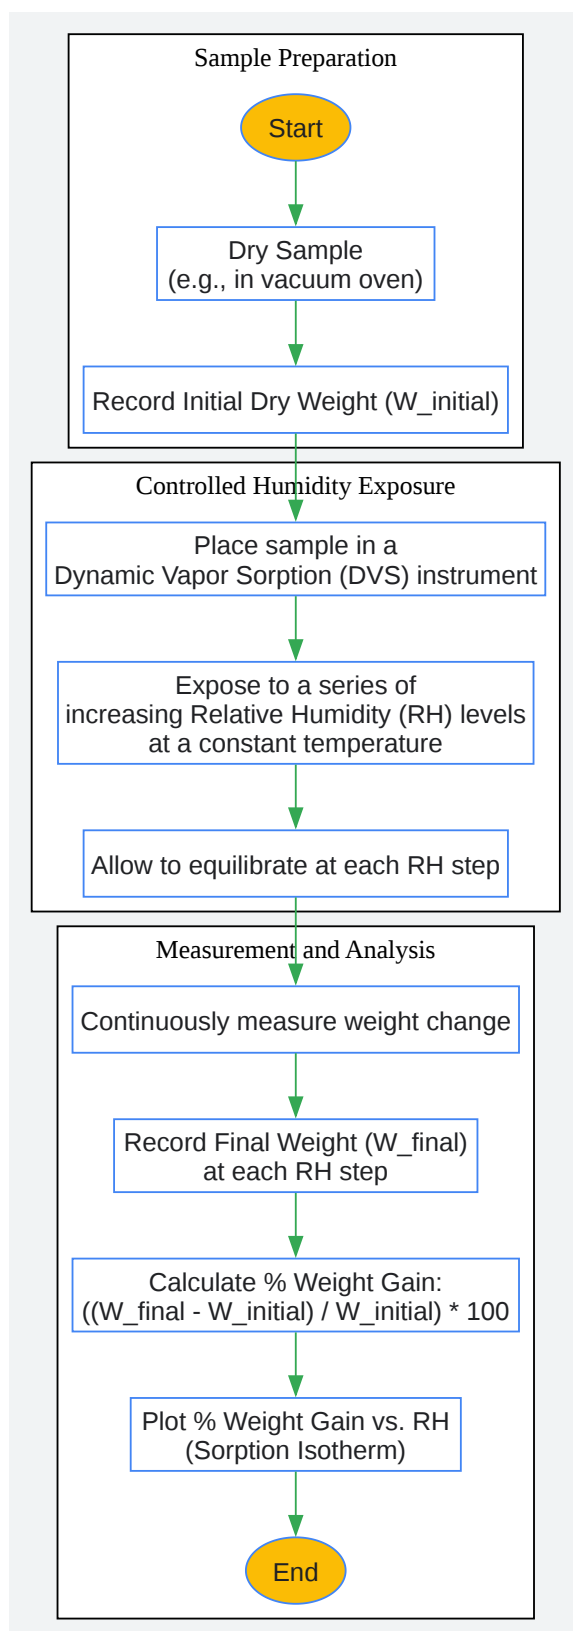 Sample Preparation
Start
Dry Sample
(e.g., in vacuum oven)
Record Initial Dry Weight (W_initial)
Controlled Humidity Exposure
Place sample in a
Dynamic Vapor Sorption (DVS) instrument
Expose to a series of
increasing Relative Humidity (RH) levels
at a constant temperature
Allow to equilibrate at each RH step
Measurement and Analysis
Continuously measure weight change
Record Final Weight (W_final)
at each RH step
Calculate % Weight Gain:
((W_final - W_initial) / W_initial) * 100
Plot % Weight Gain vs. RH
(Sorption Isotherm)
End